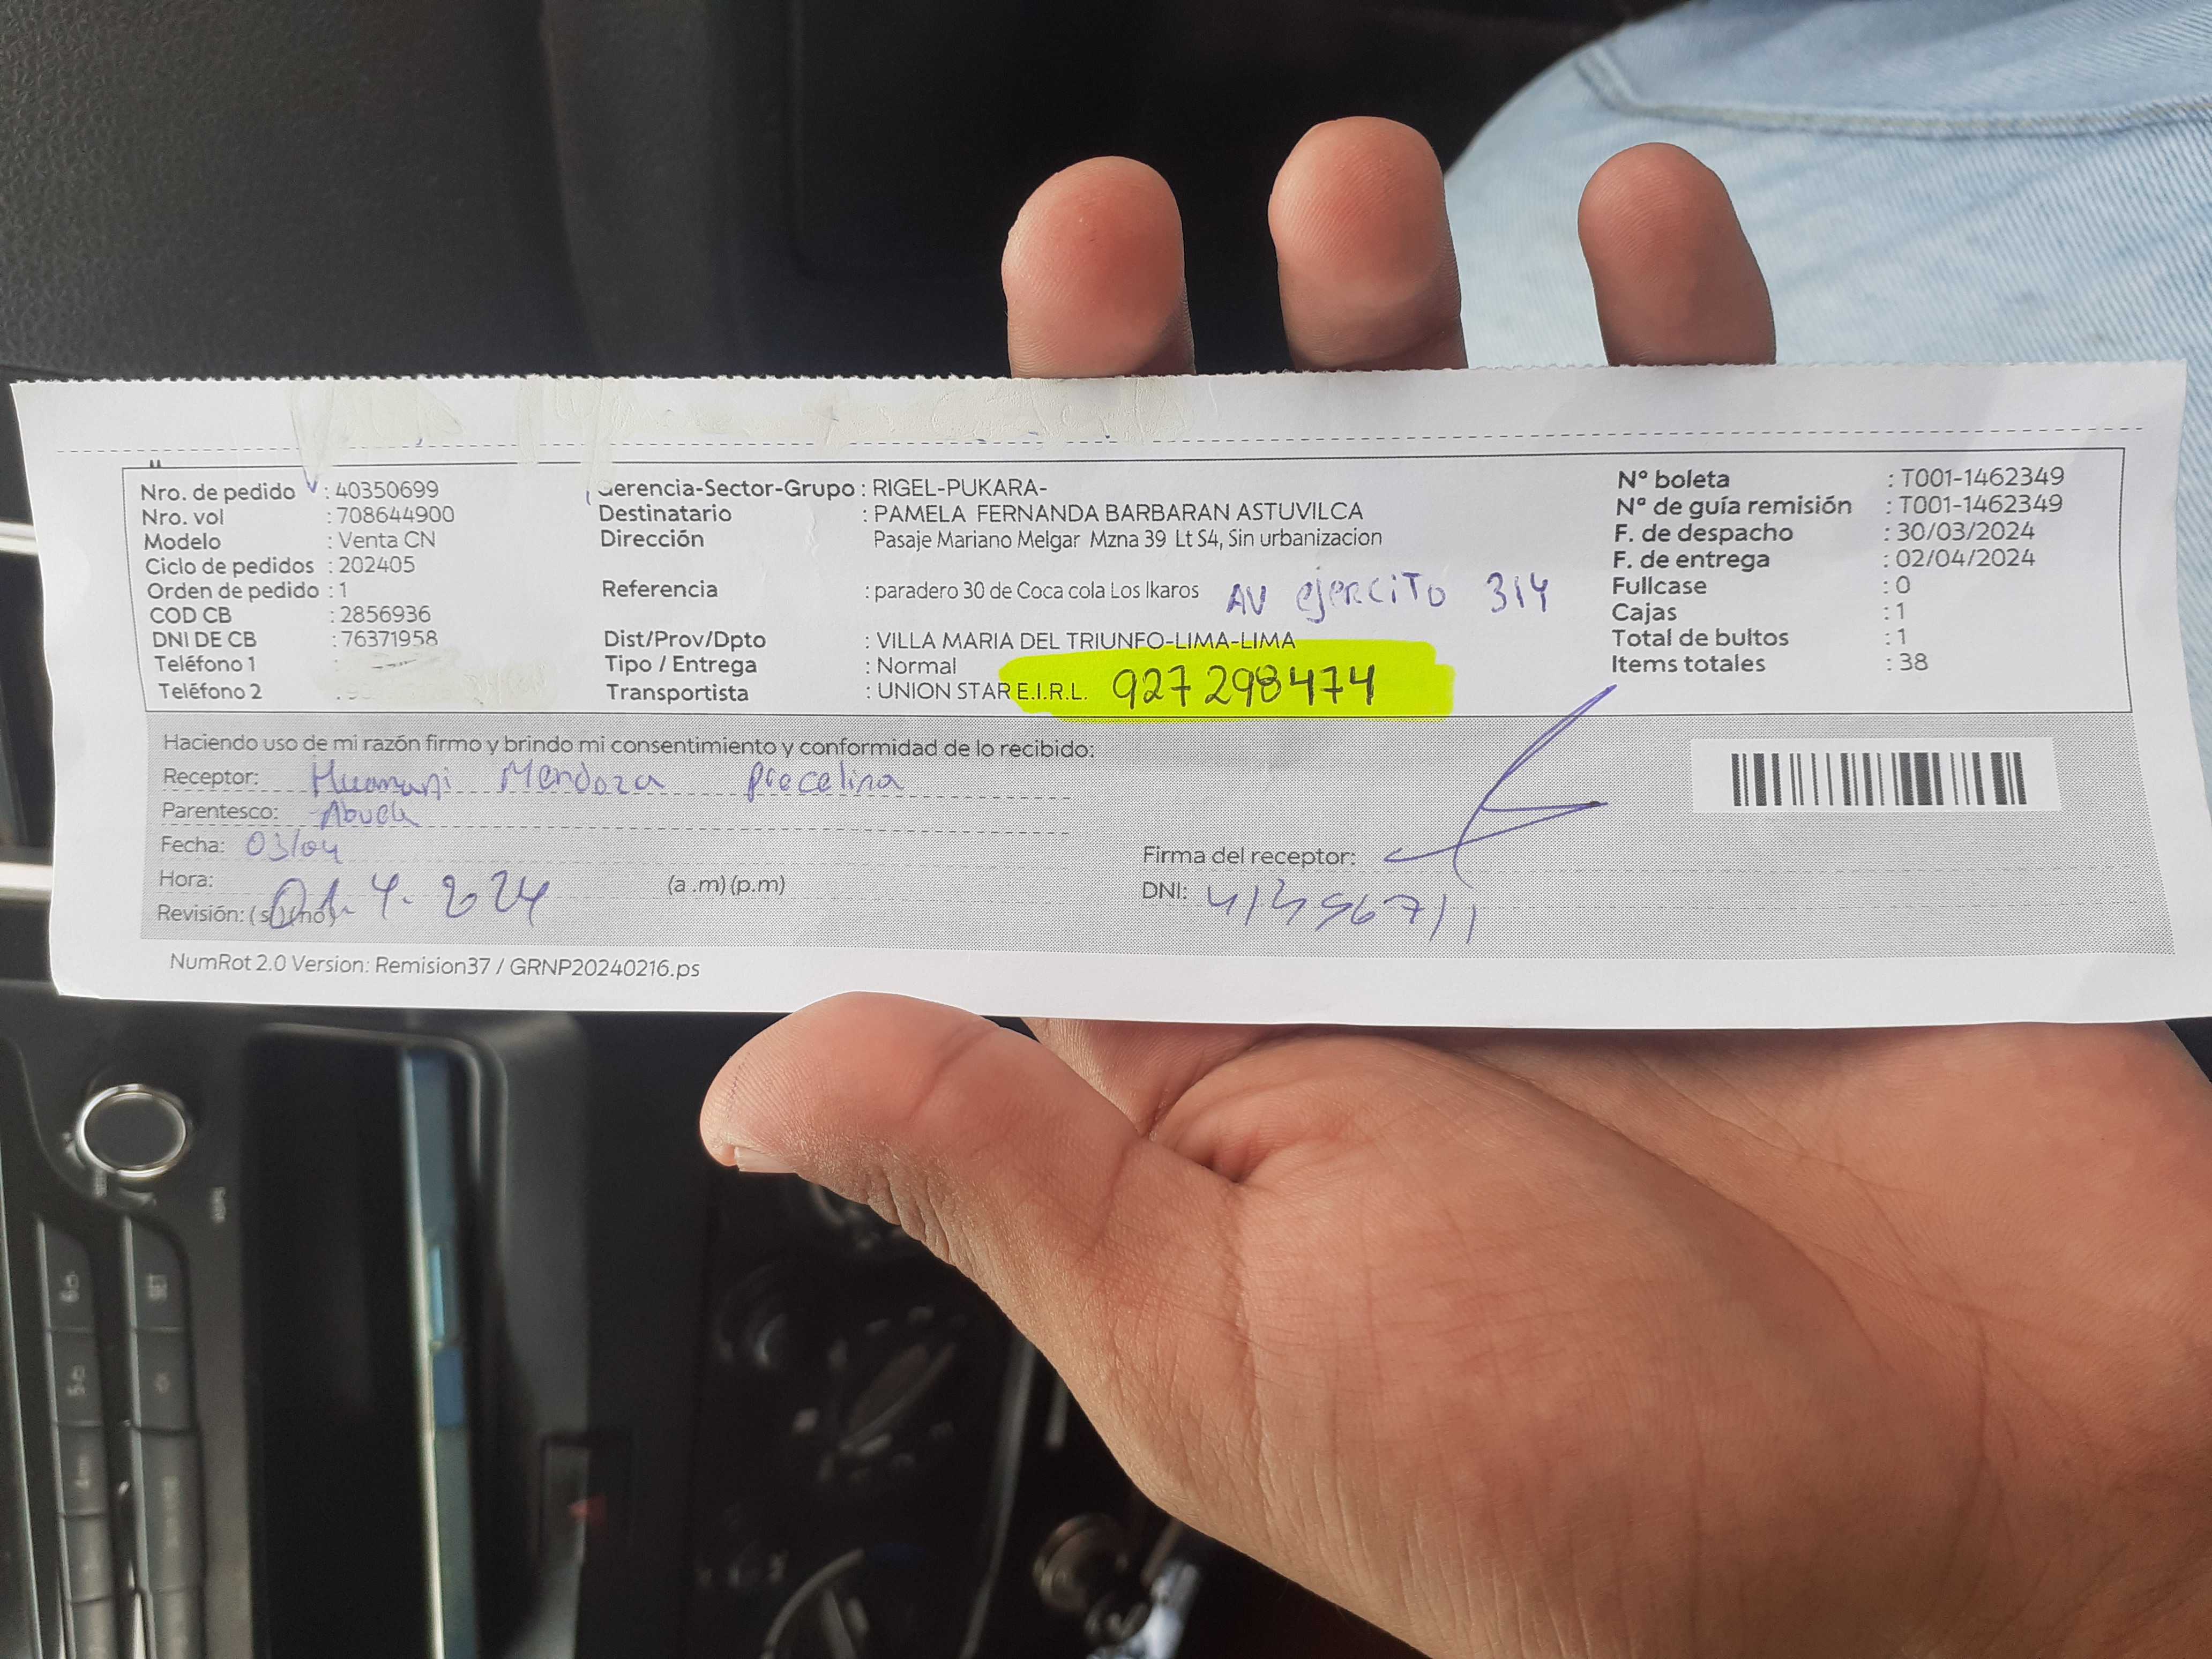 Nro. de pedido : 40350699
Nro. vol : 708644900
Modelo : Venta CN
Ciclo de pedidos : 202405
Orden de pedido : 1
COD CB : 2856936
DNI DE CB : 76371958
Teléfono 1 :
Teléfono 2 :
Gerencia-Sector-Grupo : RIGEL-PUKARA-
Destinatario : PAMELA FERNANDA BARBARAN ASTUVILCA
Dirección Pasaje Mariano Melgar Mzna 39 Lt S4, Sin urbanizacion
Referencia : paradero 30 de Coca cola Los Ikaros AV ejercito 314
Dist/Prov/Dpto : VILLA MARIA DEL TRIUNFO-LIMA-LIMA
Tipo / Entrega : Normal
Transportista : UNION STAR E.I.R.L. 927 298474
Nº boleta : T001-1462349
Nº de guía remisión : T001-1462349
F. de despacho : 30/03/2024
F. de entrega : 02/04/2024
Fullcase : 0
Cajas : 1
Total de bultos : 1
Items totales : 38
Haciendo uso de mi razón firmo y brindo mi consentimiento y conformidad de lo recibido:
Receptor: Huamani Mendoza
Parentesco: Abuela
Fecha: 03/04
Hora: (a .m) (p.m)
Revisión: 4. 2024
Firma del receptor:
DNI:
NumRot 2.0 Version: Remision37 / GRNP20240216.ps